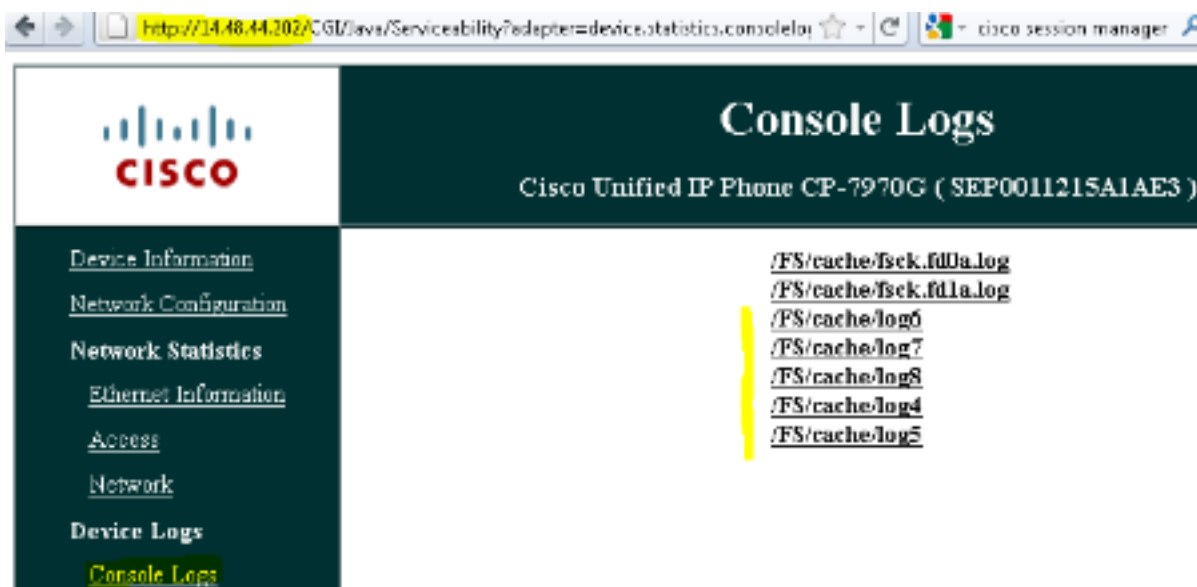 http://14.48.44.202/CGI/Java/Serviceability?adapter=device.statistics.consolelog
cisco session manager
CISCO
Console Logs
Cisco Unified IP Phone CP-7970G ( SEP0011215A1AE3 )
Device Information
Network Configuration
Network Statistics
Ethernet Information
Access
Network
Device Logs
Console Logs
/FS/cache/fsck.fd0a.log
/FS/cache/fsck.fd1a.log
/FS/cache/log6
/FS/cache/log7
/FS/cache/log8
/FS/cache/log4
/FS/cache/log5